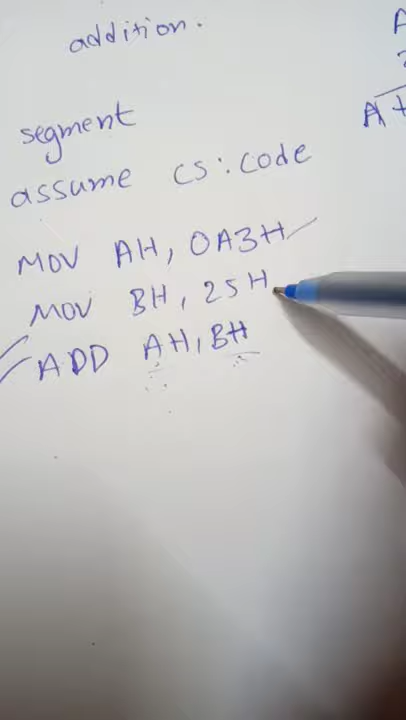 addition.
segment
assume CS:code
MOV AH, 0A3H
MOV BH, 25H
ADD AH, BH
A +